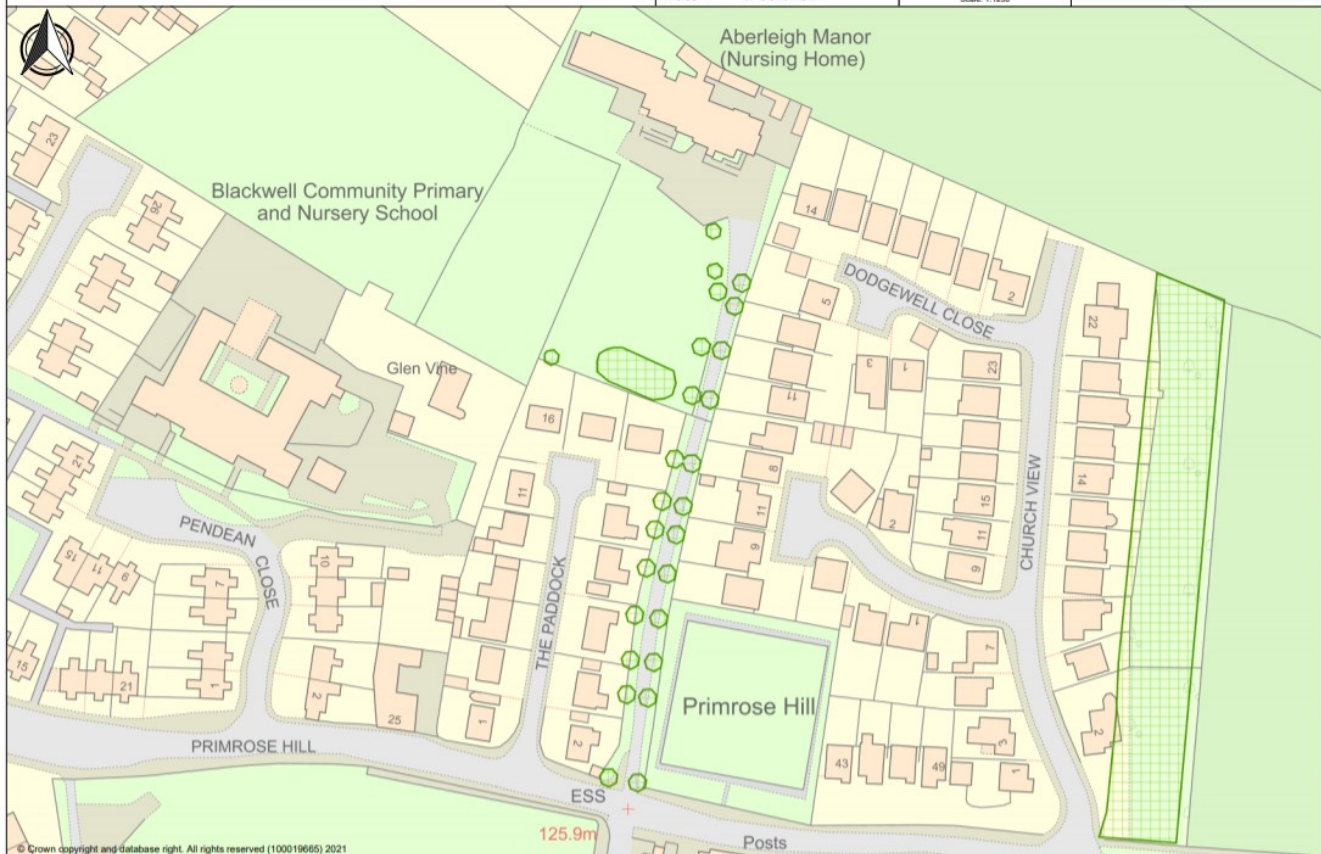 Scale: 1:1250
Aberleigh Manor
(Nursing Home)
23
26
Blackwell Community Primary
and Nursery School
14
DODGEWELL CLOSE
2
5
22
Glen Vine
3
1
23
11
16
21
8
14
11
11
2
15
11
9
9
CHURCH VIEW
PENDEAN CLOSE
15
11
9
7
10
THE PADDOCK
1
7
15
21
1
2
25
1
2
Primrose Hill
2
3
43
49
1
PRIMROSE HILL
ESS
125.9m
Posts
© Crown copyright and database right. All rights reserved (100019665) 2021